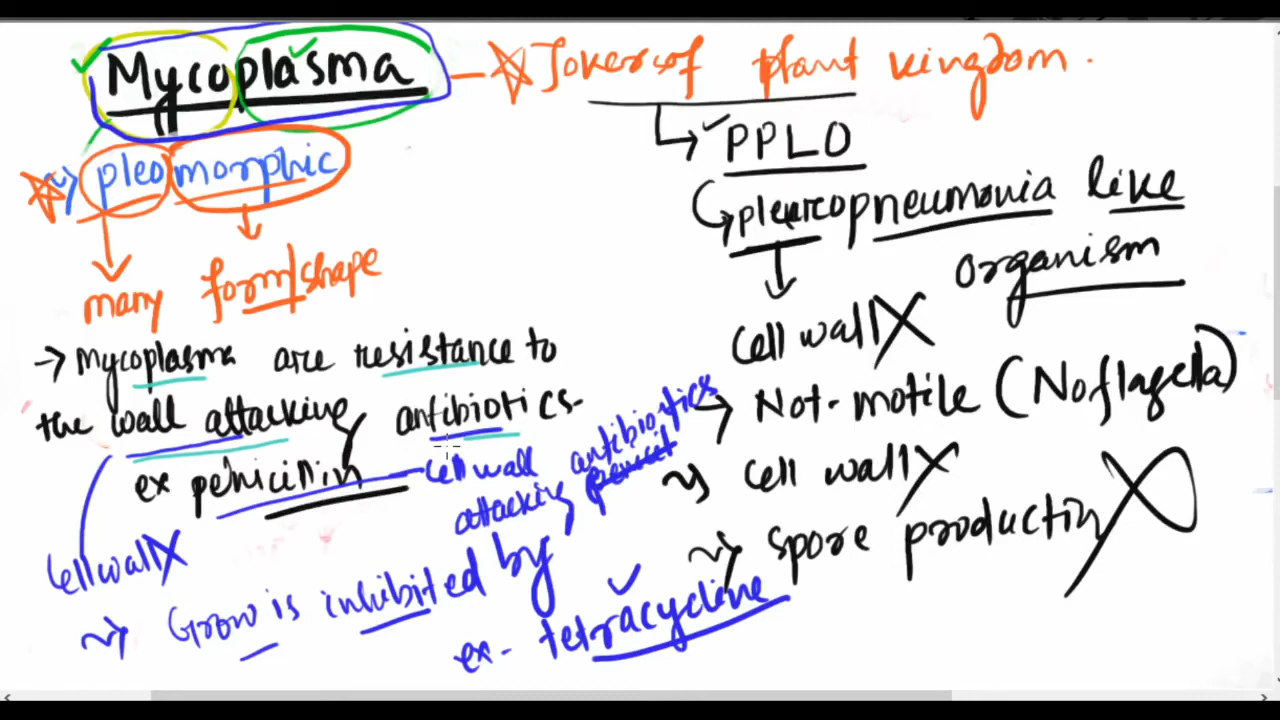 Mycoplasma - Jokers of plant kingdom.
PPLO
pleuropneumonia like
organism
pleomorphic
many form/shape
cell wall X
→ Mycoplasma are resistance to
the wall attacking antibiotics.
ex penicillin
cell wall
attacking
antibiotics
cell wall X
Grow is inhibited by
ex- tetracycline
→ Not-motile (No flagella)
cell wall X
spore production X